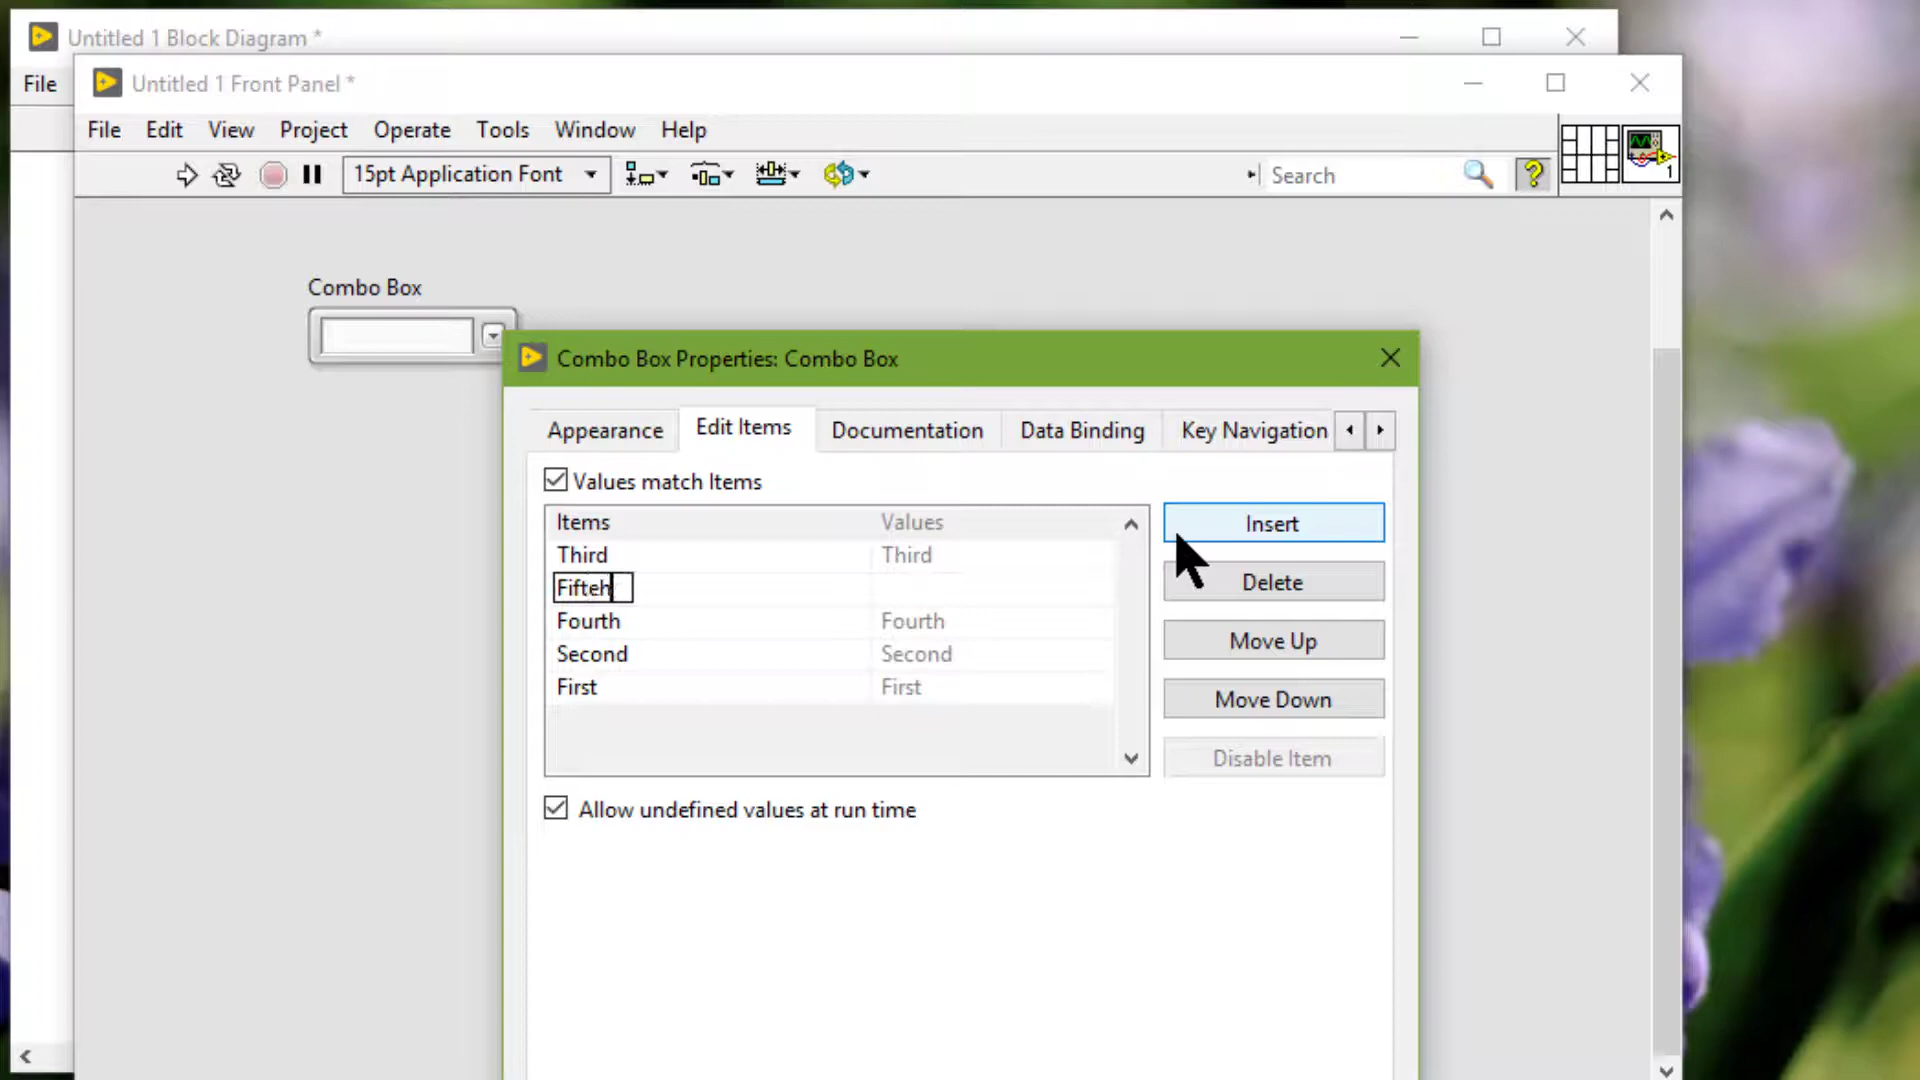 Untitled 1 Block Diagram *
File
Untitled 1 Front Panel *
File Edit View Project Operate Tools Window Help
15pt Application Font
Search
?
1
Combo Box
Combo Box Properties: Combo Box
Appearance Edit Items Documentation Data Binding Key Navigation
Values match Items
Items Values
Third Third
Fifteh
Fourth Fourth
Second Second
First First
Insert
Delete
Move Up
Move Down
Disable Item
Allow undefined values at run time